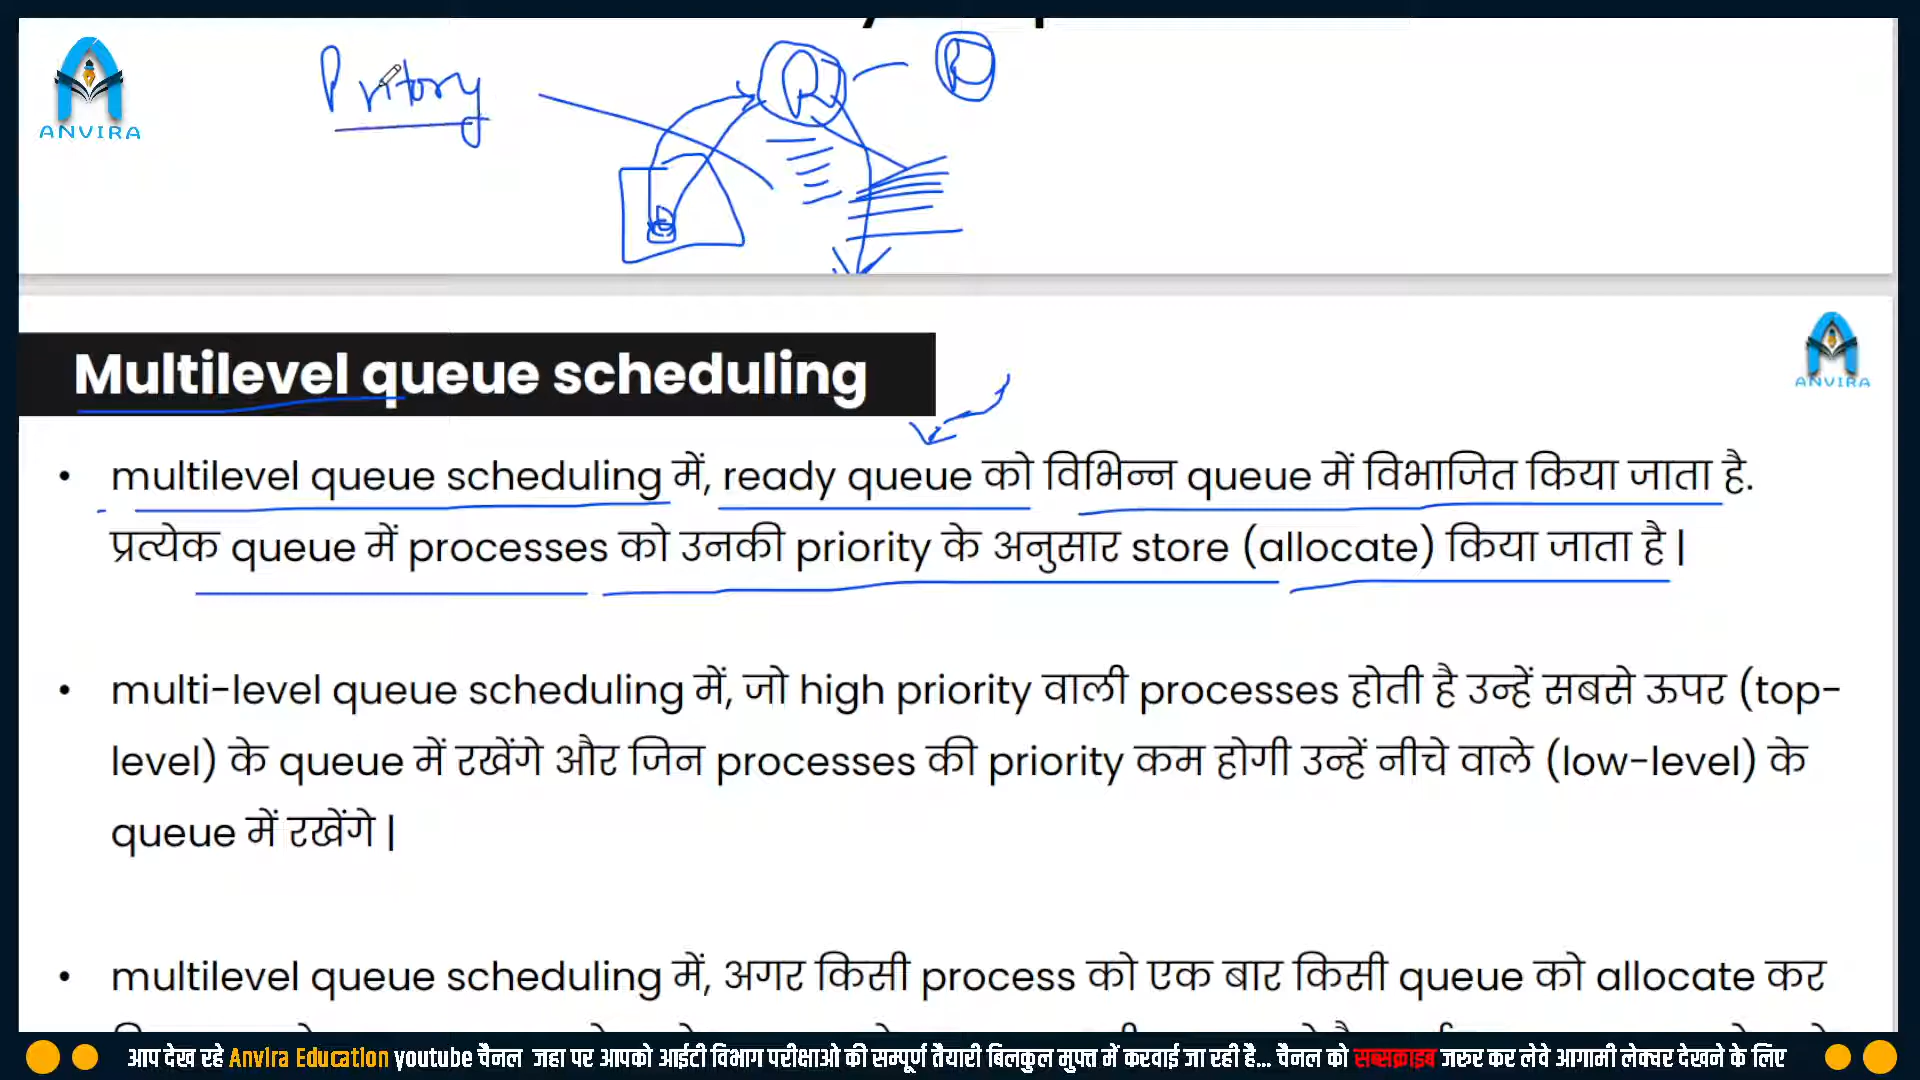 ANVIRA
Pritory
Multilevel queue scheduling
ANVIRA
• multilevel queue scheduling में, ready queue को विभिन्न queue में विभाजित किया जाता है.
प्रत्येक queue में processes को उनकी priority के अनुसार store (allocate) किया जाता है |
• multi-level queue scheduling में, जो high priority वाली processes होती है उन्हें सबसे ऊपर (top-
level) के queue में रखेंगे और जिन processes की priority कम होगी उन्हें नीचे वाले (low-level) के
queue में रखेंगे |
• multilevel queue scheduling में, अगर किसी process को एक बार किसी queue को allocate कर
आप देख रहे Anvira Education youtube चैनल जहा पर आपको आईटी विभाग परीक्षाओ की सम्पूर्ण तैयारी बिलकुल मुफ्त में करवाई जा रही है... चैनल को सब्सक्राइब जरुर कर लेवे आगामी लेक्चर देखने के लिए